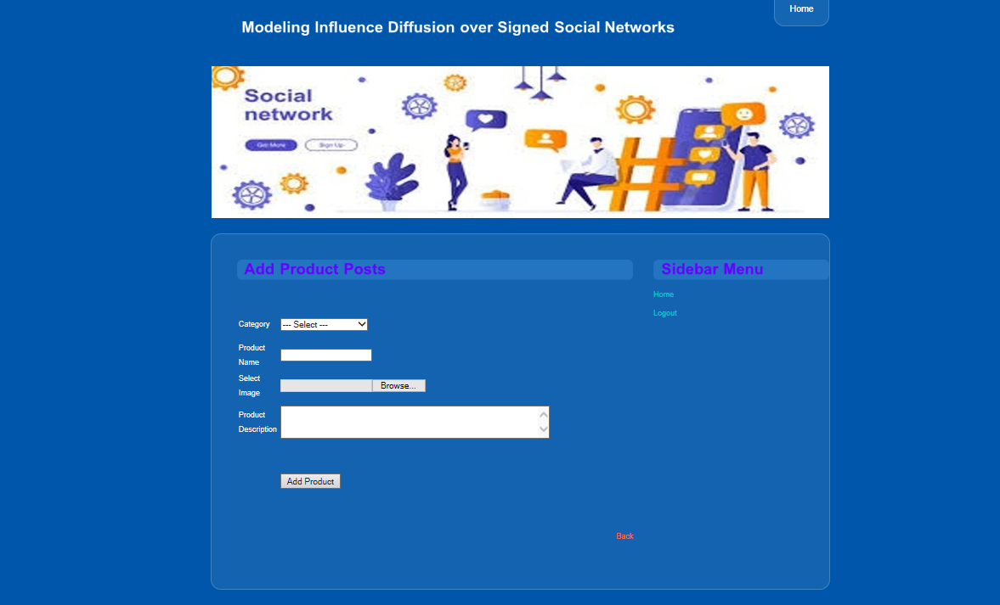 Home
Modeling Influence Diffusion over Signed Social Networks
Social
network
Get More
Sign Up
Add Product Posts
Sidebar Menu
Home
Logout
Category
--- Select ---
Product
Name
Select
Image
Browse...
Product
Description
Add Product
Back